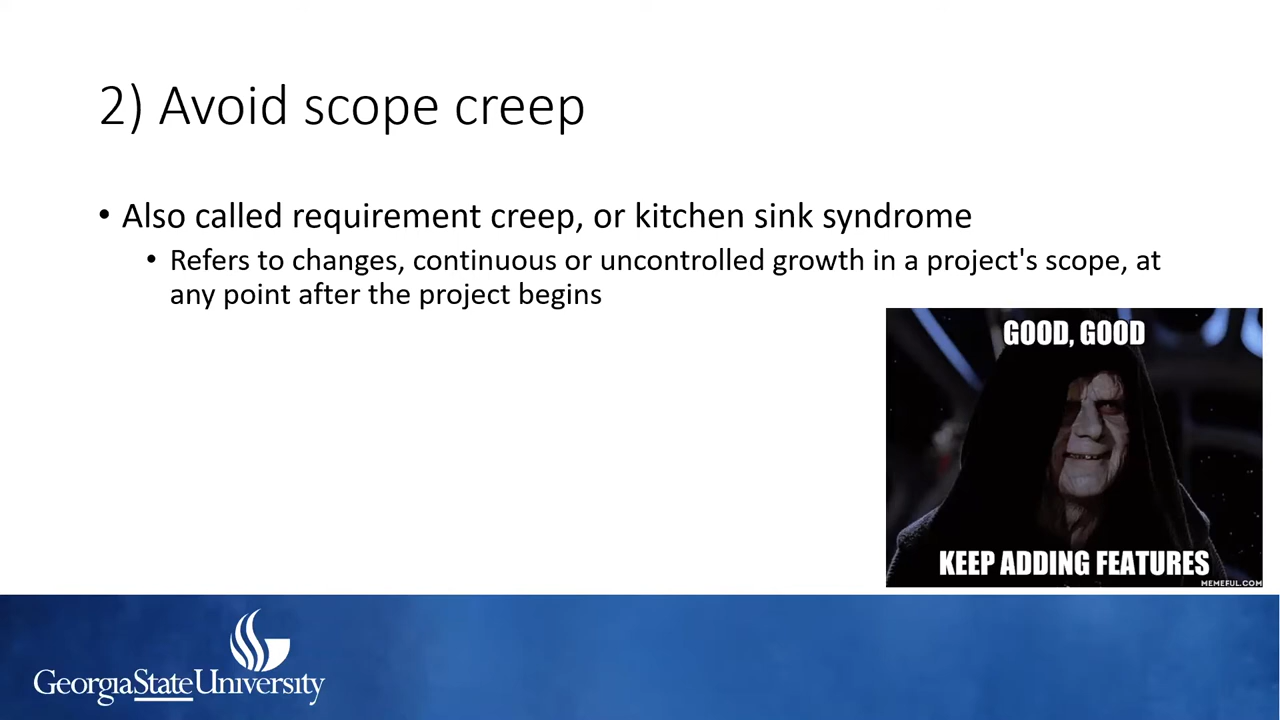 2) Avoid scope creep
• Also called requirement creep, or kitchen sink syndrome
• Refers to changes, continuous or uncontrolled growth in a project's scope, at
any point after the project begins
GOOD, GOOD
KEEP ADDING FEATURES
MEMEFUL.COM
GeorgiaStateUniversity